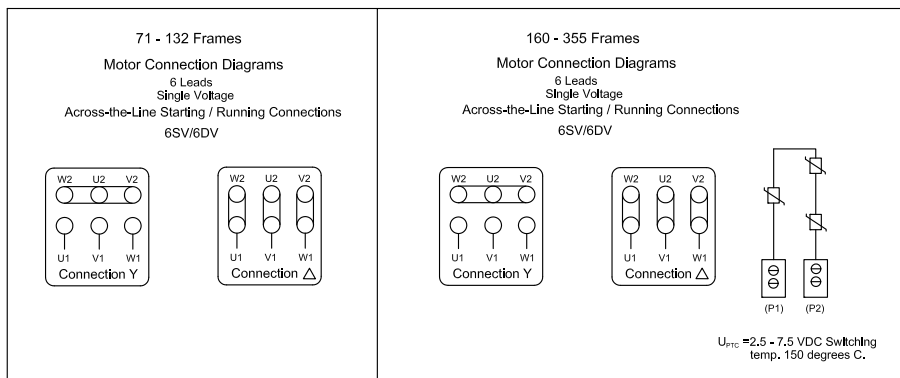 71 - 132 Frames
Motor Connection Diagrams
6 Leads
Single Voltage
Across-the-Line Starting / Running Connections
6SV/6DV
W2 U2 V2
U1 V1 W1
Connection Y
W2 U2 V2
U1 V1 W1
Connection △
160 - 355 Frames
Motor Connection Diagrams
6 Leads
Single Voltage
Across-the-Line Starting / Running Connections
6SV/6DV
W2 U2 V2
U1 V1 W1
Connection Y
W2 U2 V2
U1 V1 W1
Connection △
(P1) (P2)
UPTC =2.5 - 7.5 VDC Switching
temp. 150 degrees C.